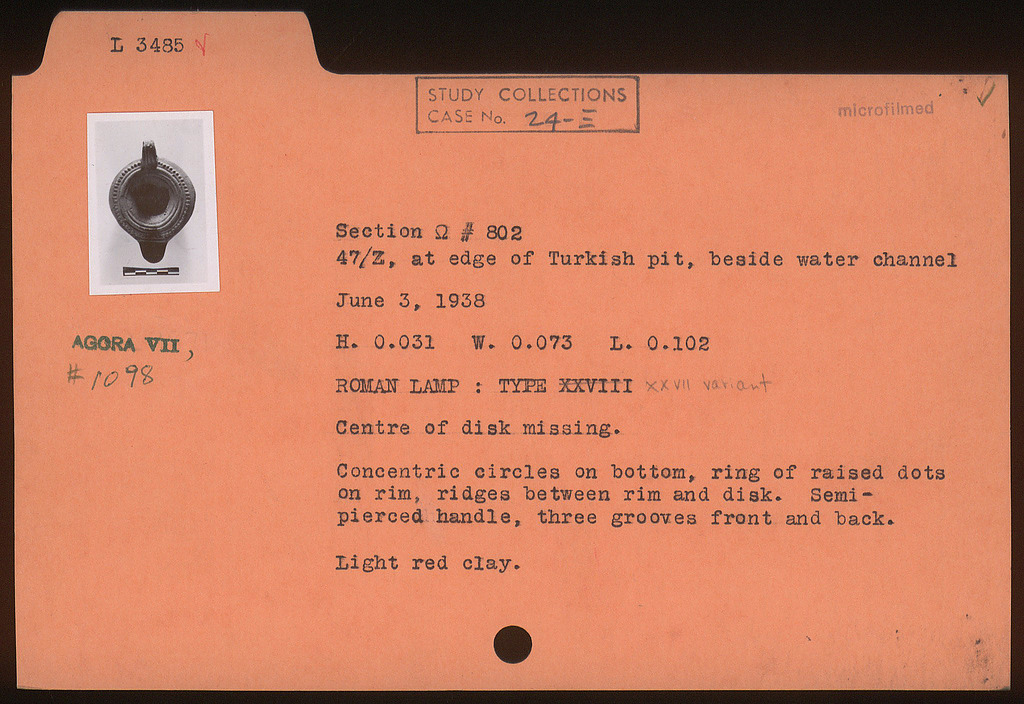 L 3485 √
STUDY COLLECTIONS
CASE No. 24-Ξ
microfilmed ✓
Section Ω # 802
47/Z, at edge of Turkish pit, beside water channel
June 3, 1938
AGORA VII,
# 1098
H. 0.031 W. 0.073 L. 0.102
ROMAN LAMP : TYPE XXVIII xxvii variant
Centre of disk missing.
Concentric circles on bottom, ring of raised dots
on rim, ridges between rim and disk. Semi-
pierced handle, three grooves front and back.
Light red clay.